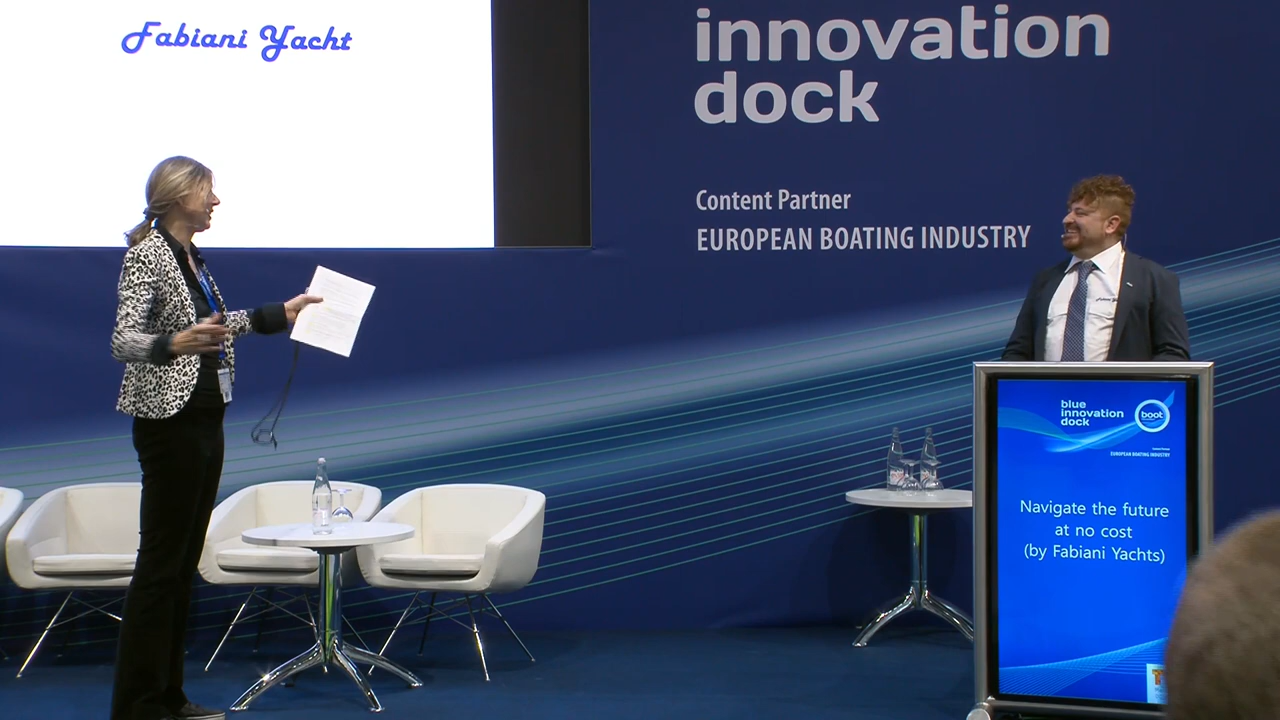 Fabiani Yacht
innovation
dock
Content Partner
EUROPEAN BOATING INDUSTRY
blue
innovation
dock
boot
EUROPEAN BOATING INDUSTRY
Navigate the future
at no cost
(by Fabiani Yachts)